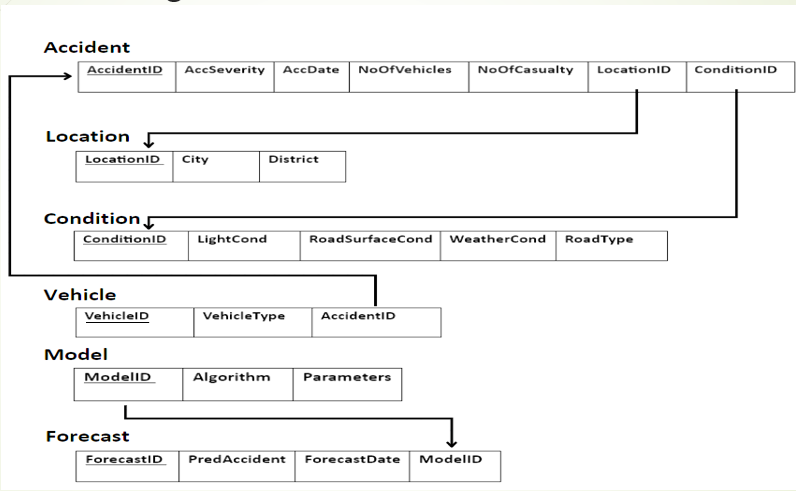 Accident
AccidentID AccSeverity AccDate NoOfVehicles NoOfCasualty LocationID ConditionID
Location
LocationID City District
Condition
ConditionID LightCond RoadSurfaceCond WeatherCond RoadType
Vehicle
VehicleID VehicleType AccidentID
Model
ModelID Algorithm Parameters
Forecast
ForecastID PredAccident ForecastDate ModelID